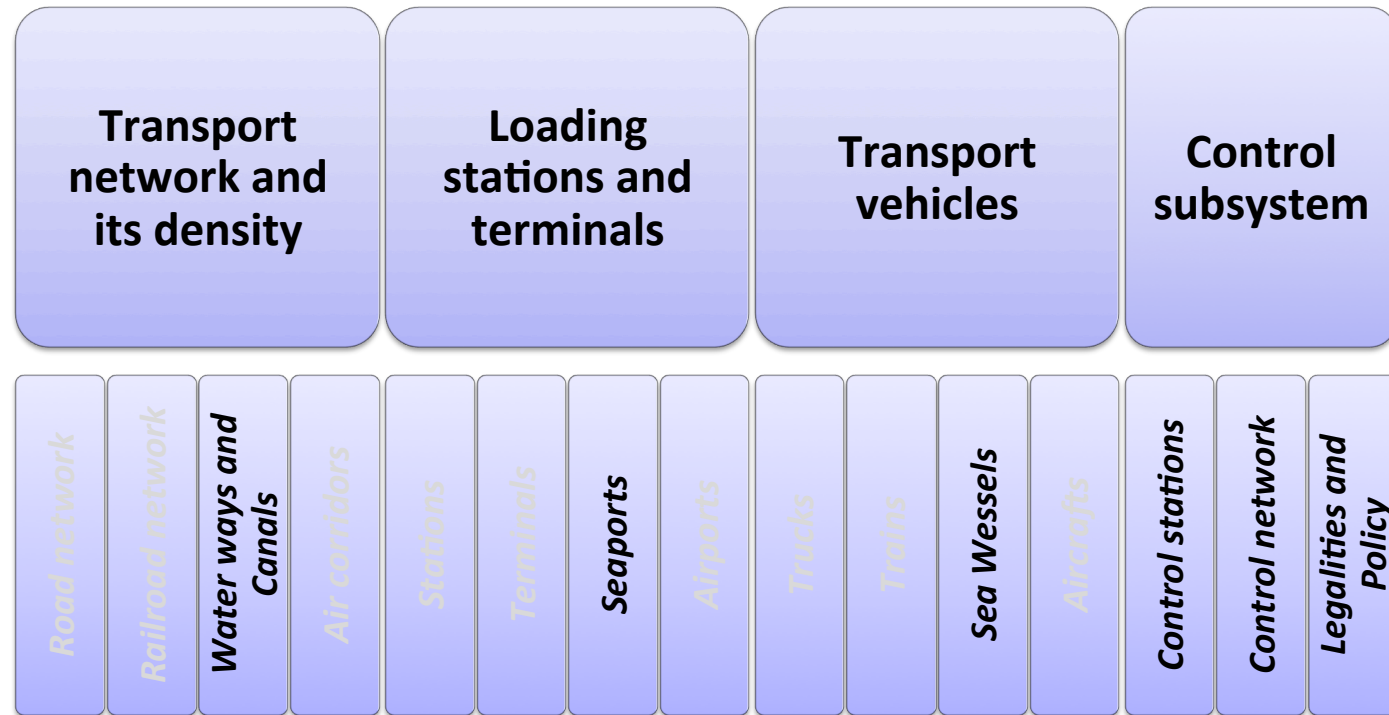 Transport
network and
its density
Loading
stations and
terminals
Transport
vehicles
Control
subsystem
Road network
Railroad network
Water ways and
Canals
Air corridors
Stations
Terminals
Seaports
Airports
Trucks
Trains
Sea Wessels
Aircrafts
Control stations
Control network
Legalities and
Policy